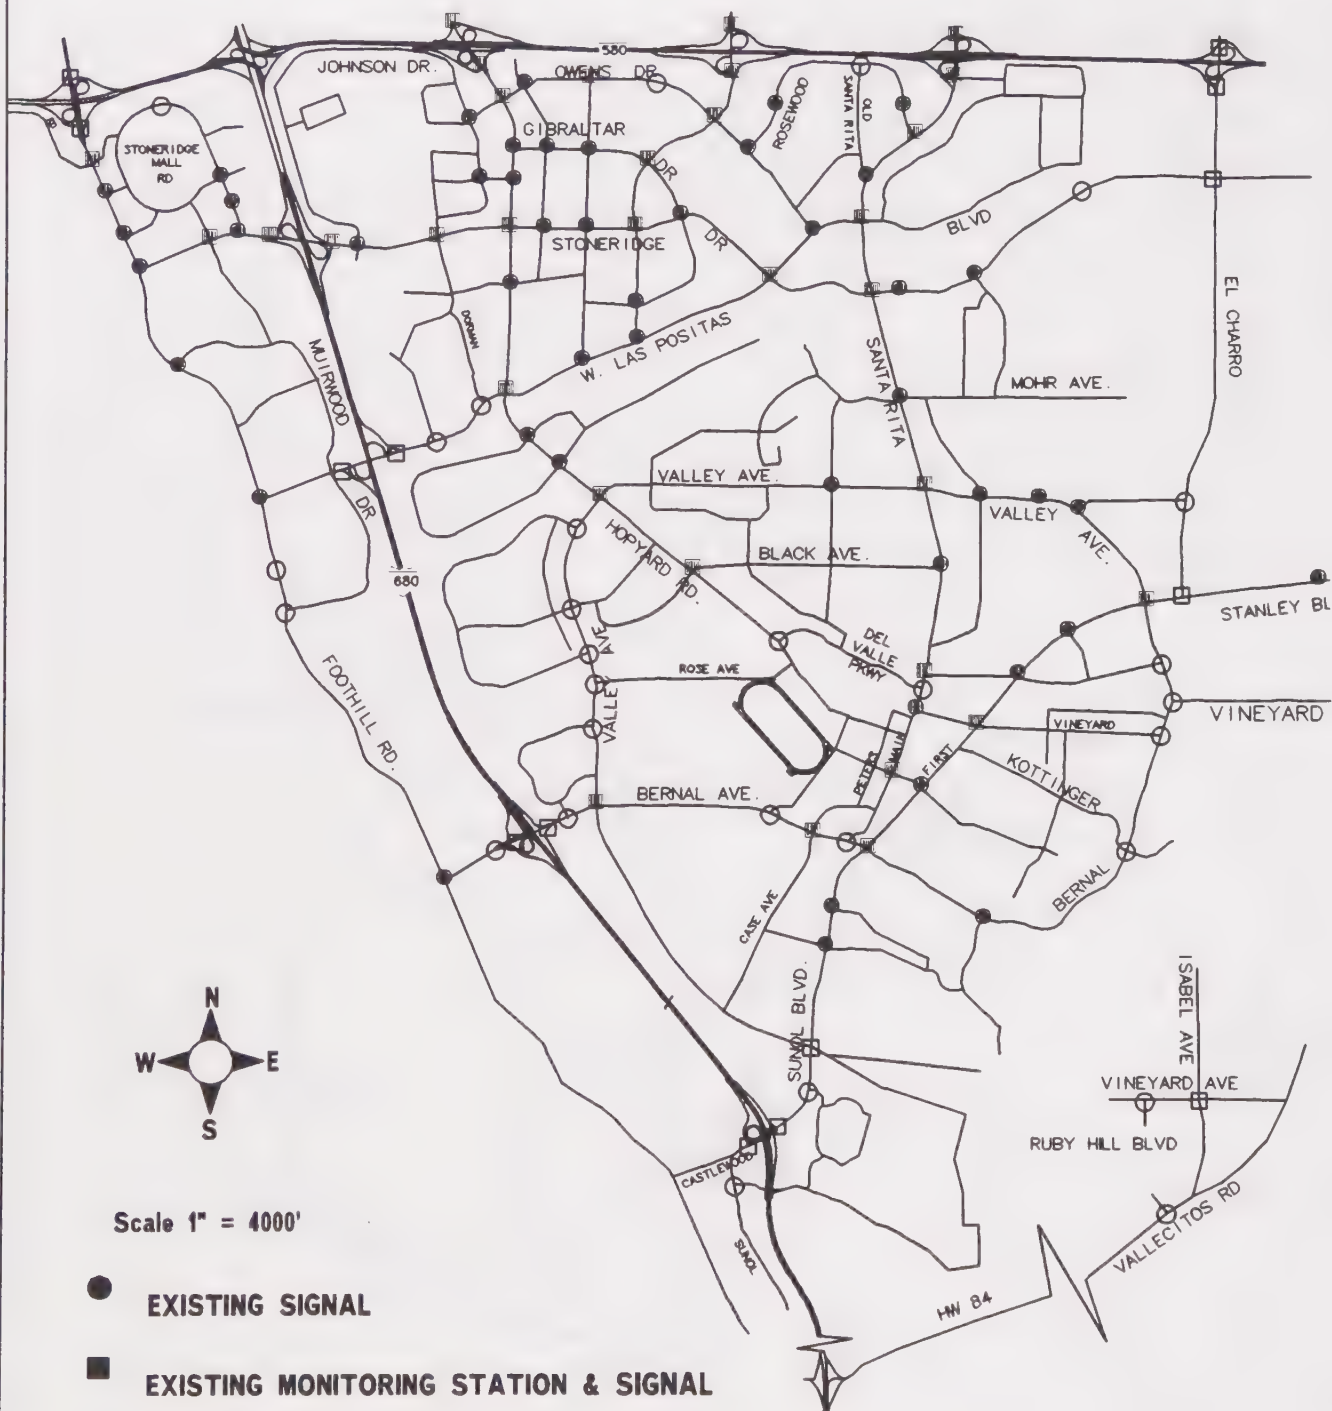 580
JOHNSON DR.
OWENS DR
ROSEWOOD
OLD
SANTA RITA
STONERIDGE
MALL
RD
GIBRALTAR
DR
STONERIDGE
DR
BLVD
EL CHARRO
MUIRWOOD
DR
DORMAN
W. LAS POSITAS
SANTA RITA
MOHR AVE.
VALLEY AVE.
VALLEY
AVE.
HOPYARD RD.
BLACK AVE.
680
STANLEY BL
DEL
VALLE
PKWY
FOOTHILL RD.
AVE
VALLEY
ROSE AVE
VINEYARD
VINEYARD
MAIN
PETERS
FIRST
KOTTINGER
BERNAL AVE.
BERNAL
CASE AVE
SUNOL BLVD.
ISABEL AVE
N
W
E
S
VINEYARD AVE
RUBY HILL BLVD
CASTLEWOOD
SUNOL
VALLECITOS RD
HW 84
Scale 1" = 4000'
EXISTING SIGNAL
EXISTING MONITORING STATION & SIGNAL